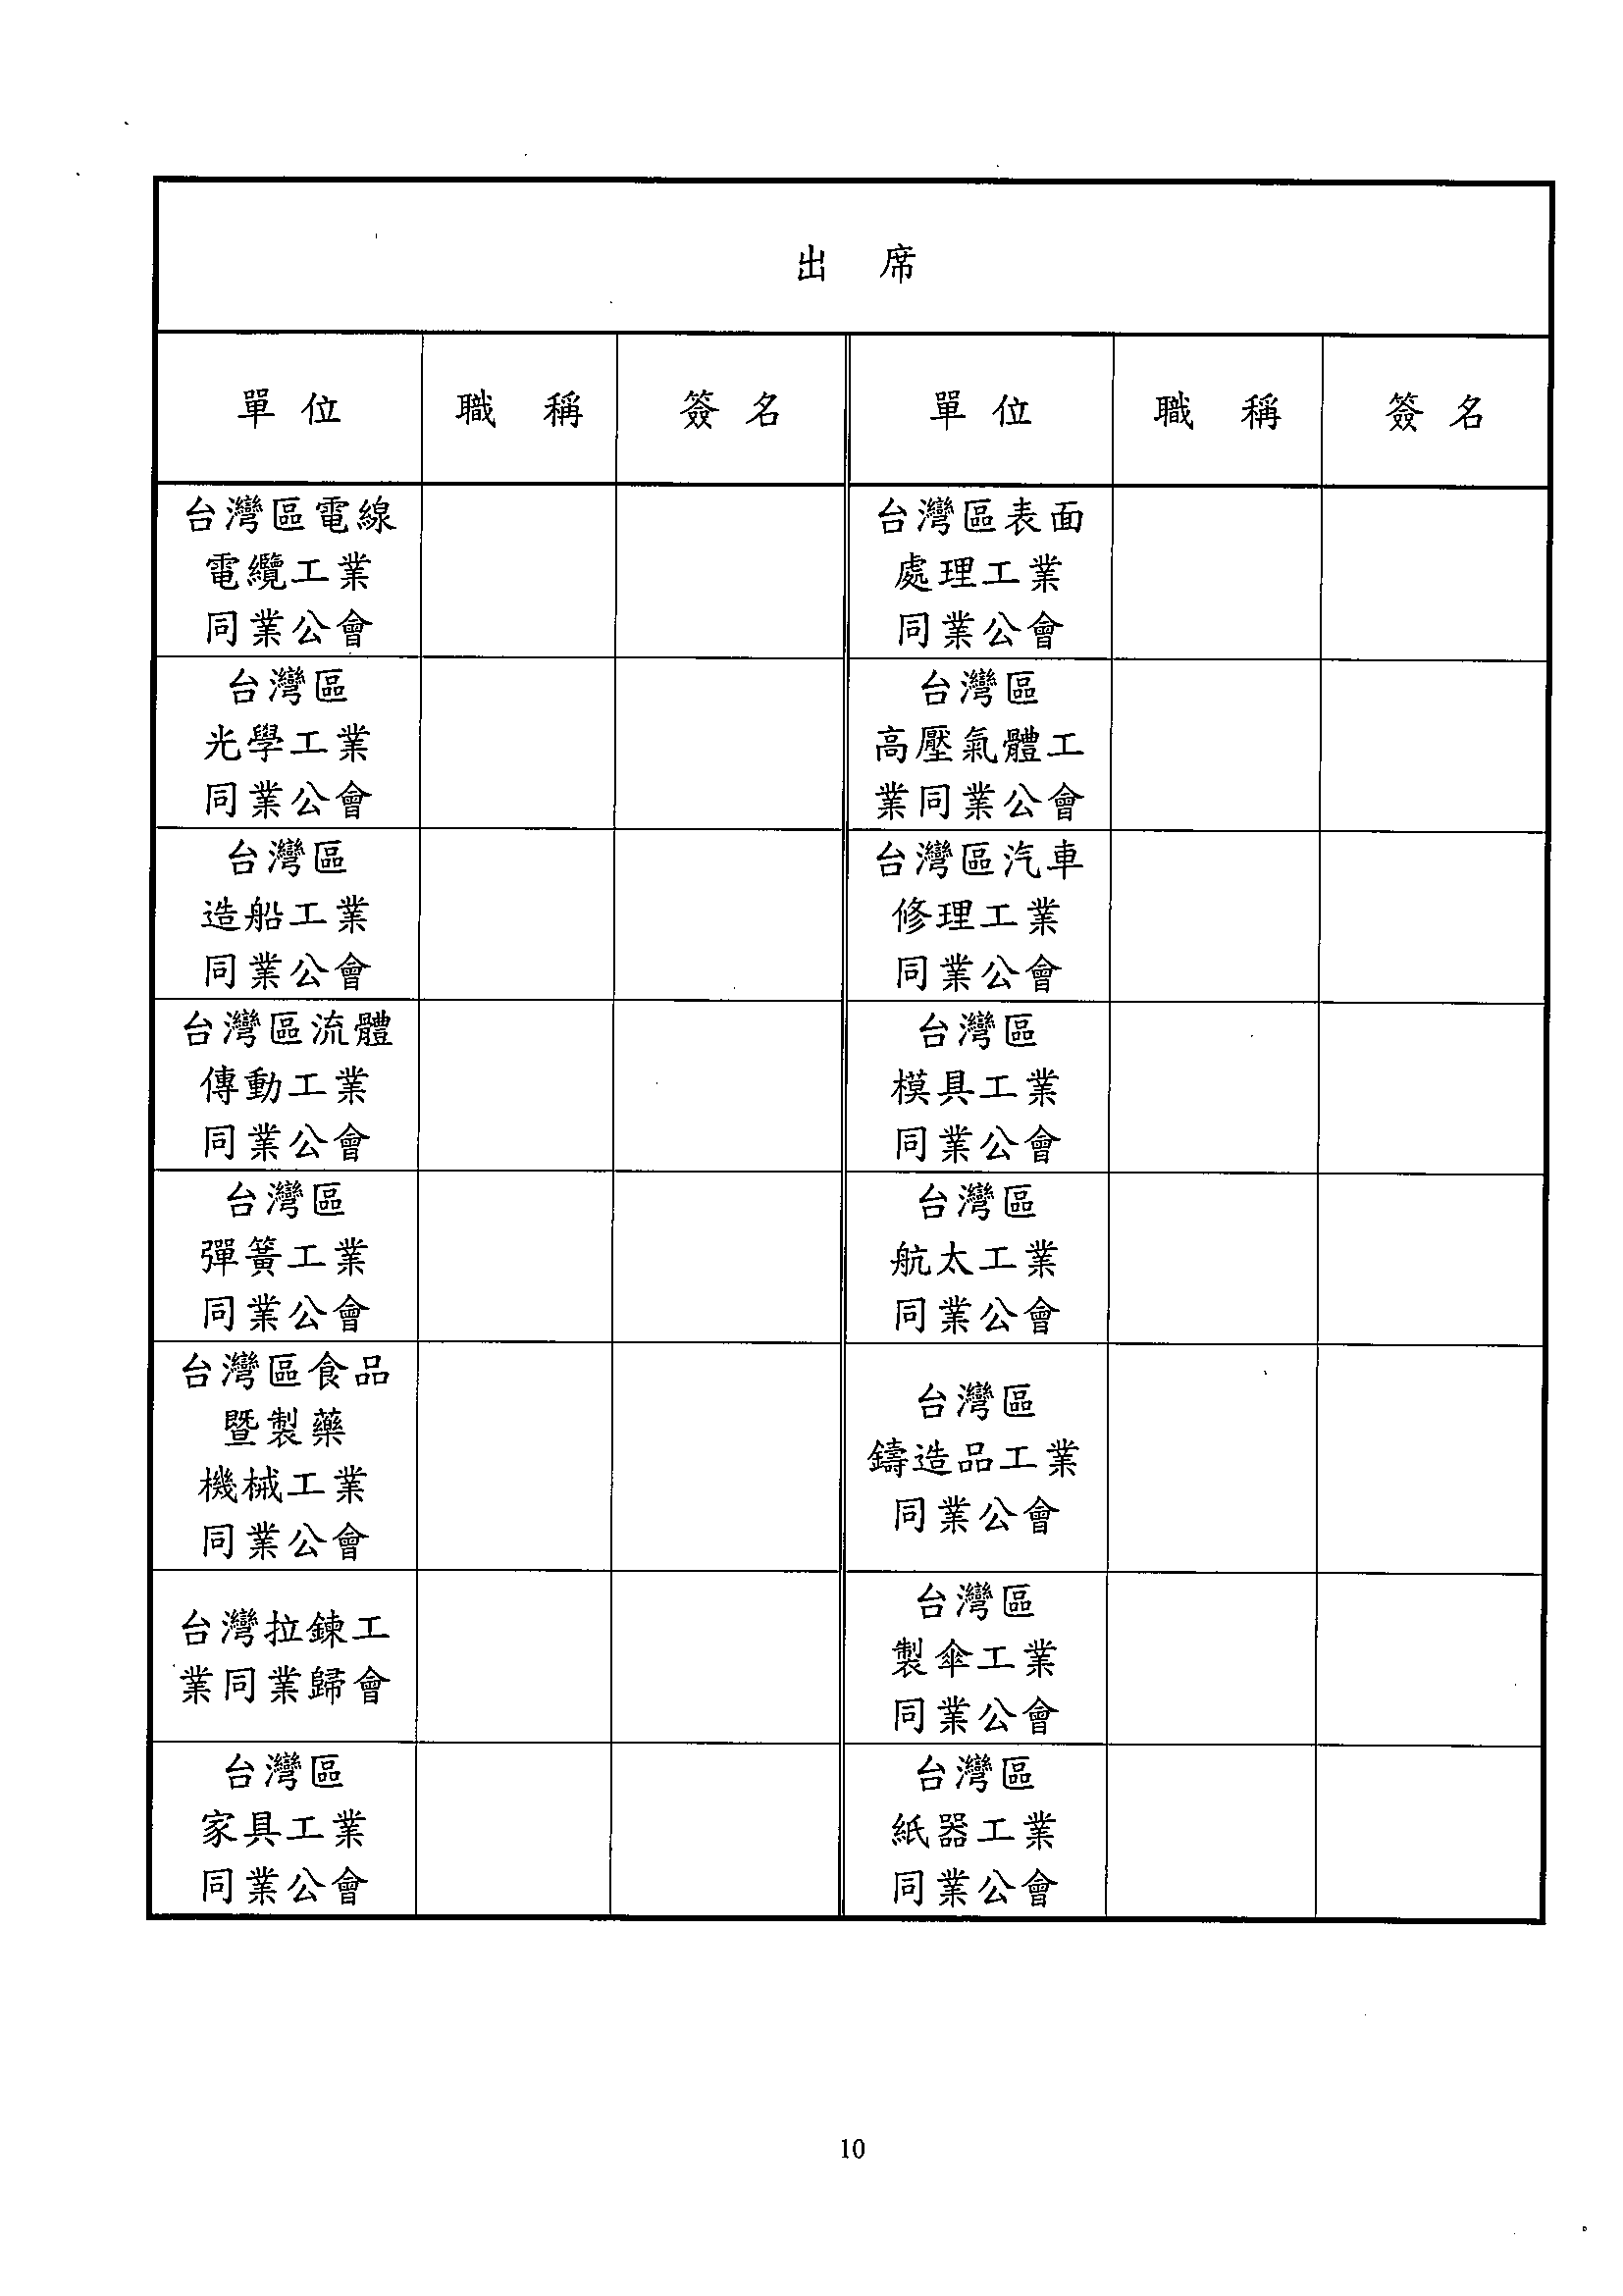 出 席
單位 職稱 簽名 單位 職稱 簽名
台灣區電線
電纜工業
同業公會
台灣區表面
處理工業
同業公會
台灣區
光學工業
同業公會
台灣區
高壓氣體工
業同業公會
台灣區
造船工業
同業公會
台灣區汽車
修理工業
同業公會
台灣區流體
傳動工業
同業公會
台灣區
模具工業
同業公會
台灣區
彈簧工業
同業公會
台灣區
航太工業
同業公會
台灣區食品
暨製藥
機械工業
同業公會
台灣區
鑄造品工業
同業公會
台灣拉鍊工
業同業歸會
台灣區
製傘工業
同業公會
台灣區
家具工業
同業公會
台灣區
紙器工業
同業公會
10